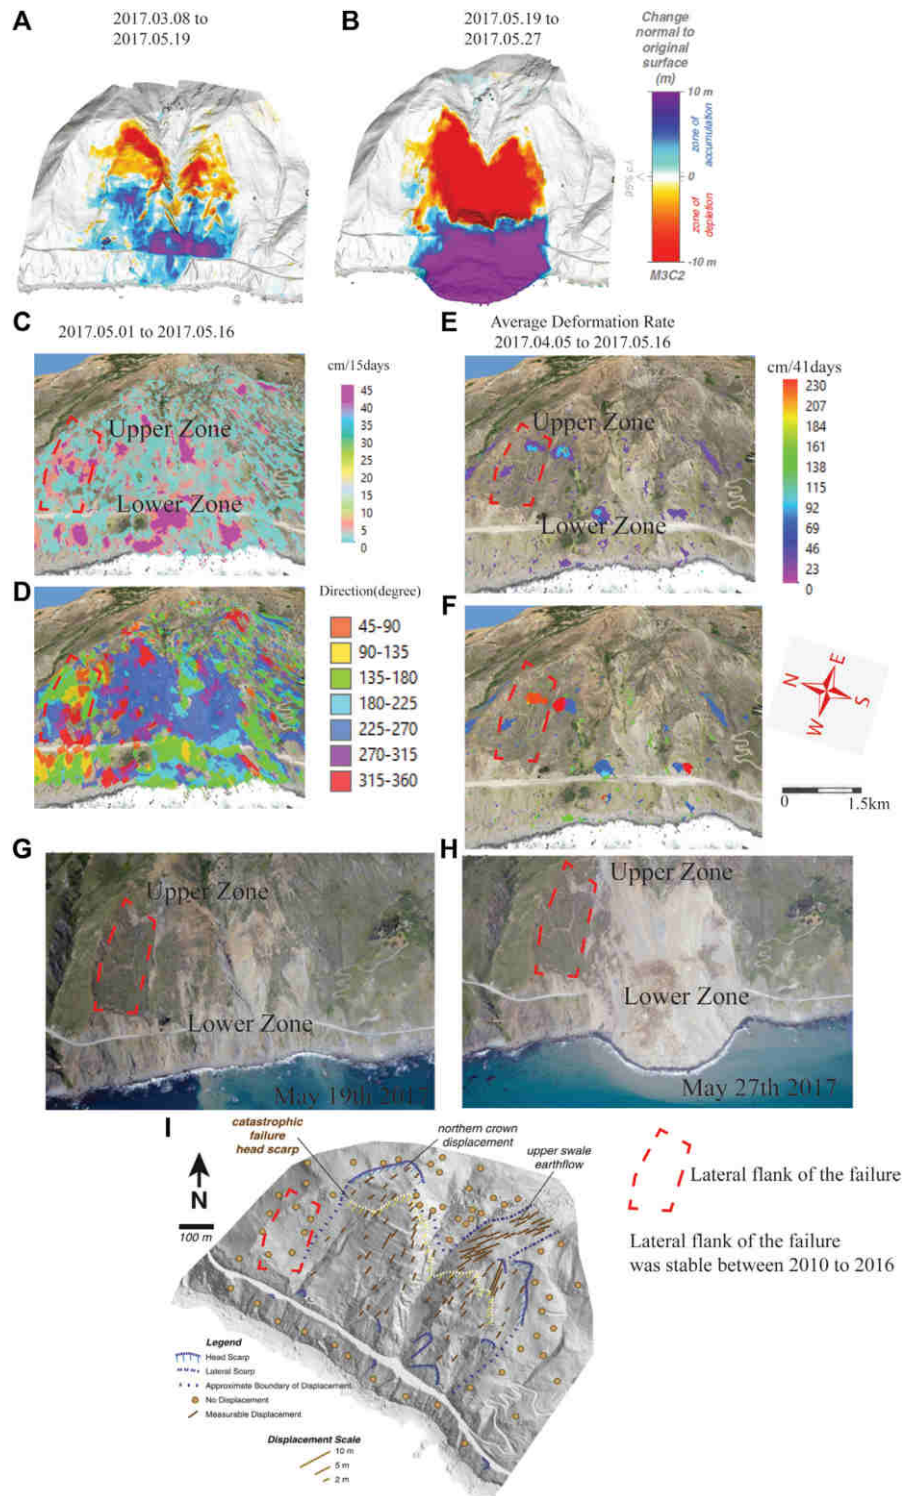 A
2017.03.08 to
2017.05.19
B
2017.05.19 to
2017.05.27
Change
normal to
original
surface
(m)
10 m
zone of
accumulation
95% c.i.
0
zone of
depletion
-10 m
M3C2
C
2017.05.01 to 2017.05.16
cm/15days
45
40
35
30
25
20
15
10
5
0
Upper Zone
Lower Zone
E
Average Deformation Rate
2017.04.05 to 2017.05.16
cm/41days
230
207
184
161
138
115
92
69
46
23
0
Upper Zone
Lower Zone
D
Direction(degree)
45-90
90-135
135-180
180-225
225-270
270-315
315-360
F
N
E
W
S
0
1.5km
G
Upper Zone
Lower Zone
May 19th 2017
H
Upper Zone
Lower Zone
May 27th 2017
I
catastrophic
failure
head scarp
northern crown
displacement
upper swale
earthflow
N
100 m
Legend
Head Scarp
Lateral Scarp
Approximate Boundary of Displacement
No Displacement
Measurable Displacement
Displacement Scale
10 m
5 m
2 m
Lateral flank of the failure
Lateral flank of the failure
was stable between 2010 to 2016